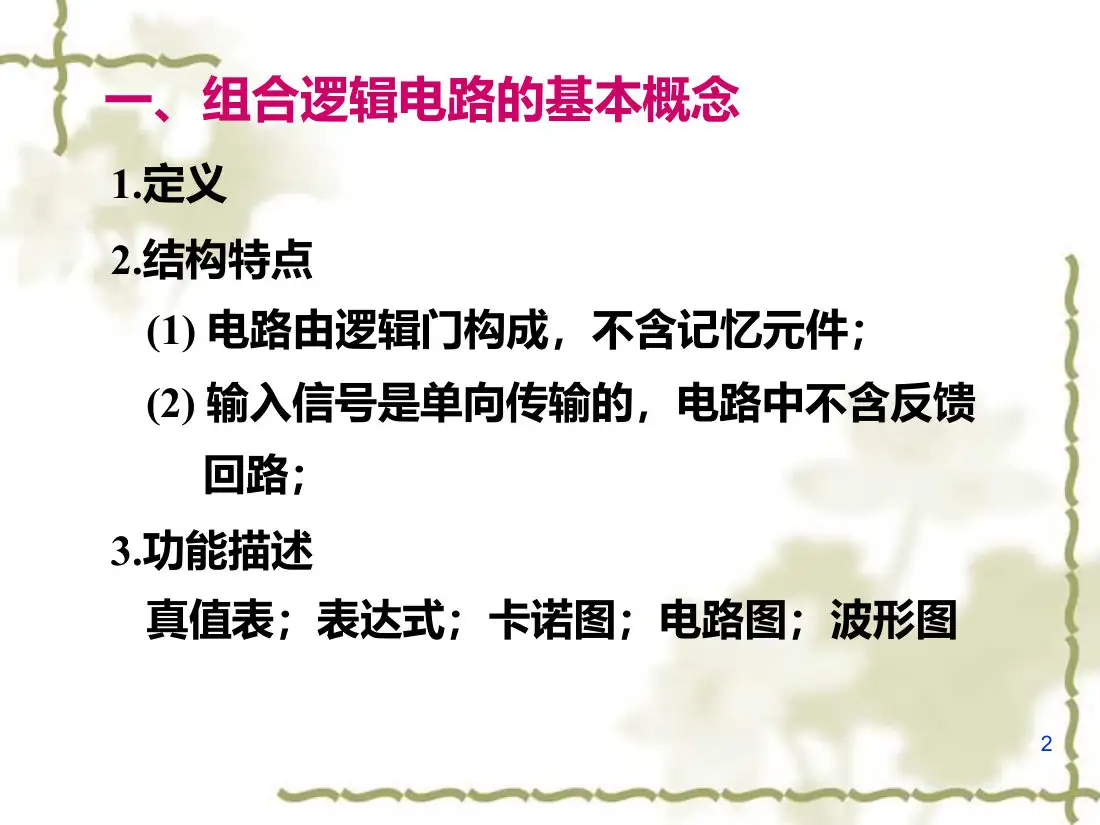 一、组合逻辑电路的基本概念
1.定义
2.结构特点
(1) 电路由逻辑门构成，不含记忆元件；
(2) 输入信号是单向传输的，电路中不含反馈
回路；
3.功能描述
真值表；表达式；卡诺图；电路图；波形图
2